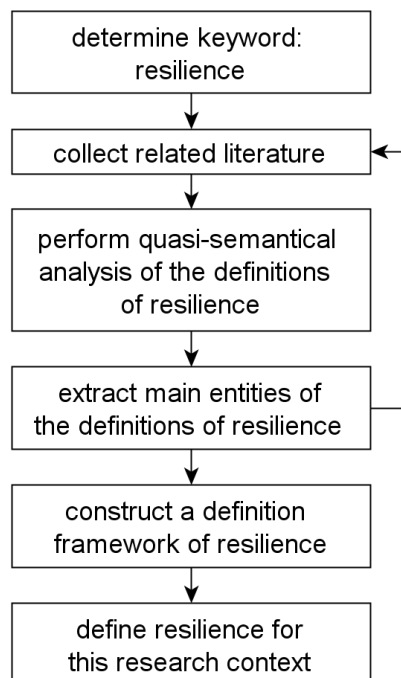 determine keyword:
resilience
collect related literature
perform quasi-semantical
analysis of the definitions
of resilience
extract main entities of
the definitions of resilience
construct a definition
framework of resilience
define resilience for
this research context